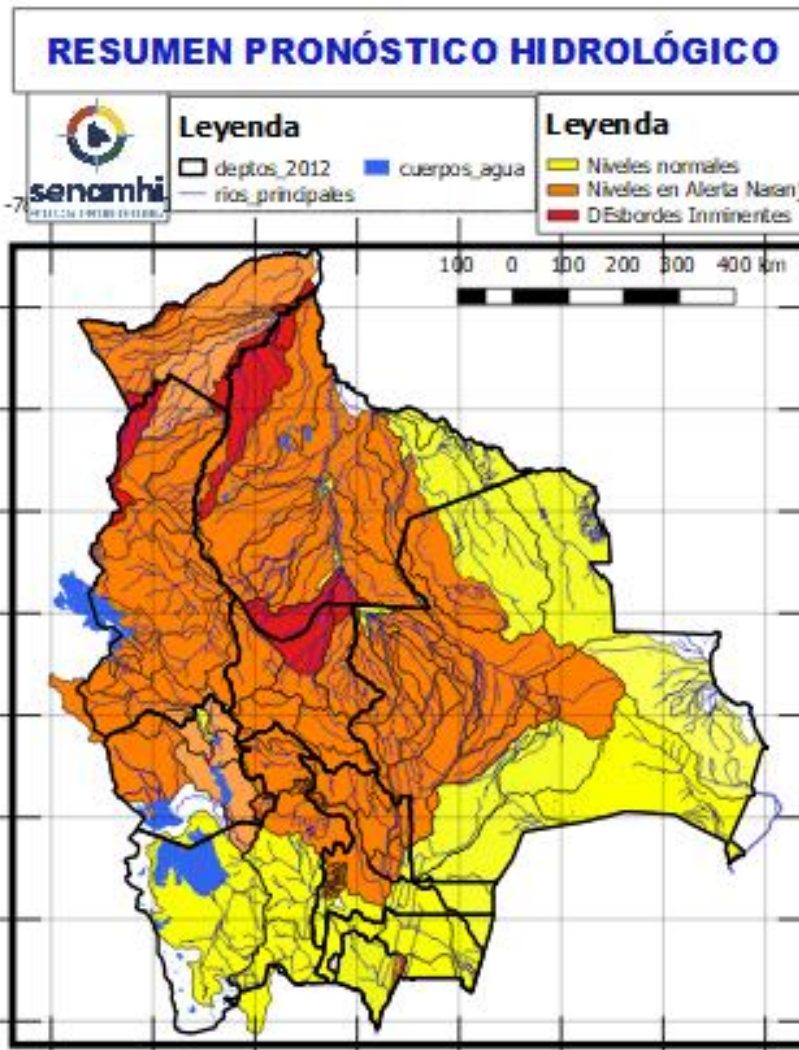 RESUMEN PRONÓSTICO HIDROLÓGICO
senamhi
Leyenda
deptos_2012
cuerpos_agua
rios_principales
Leyenda
Niveles normales
Niveles en Alerta Naranj
DEsbordes Inminentes
100 0 100 200 300 400 km